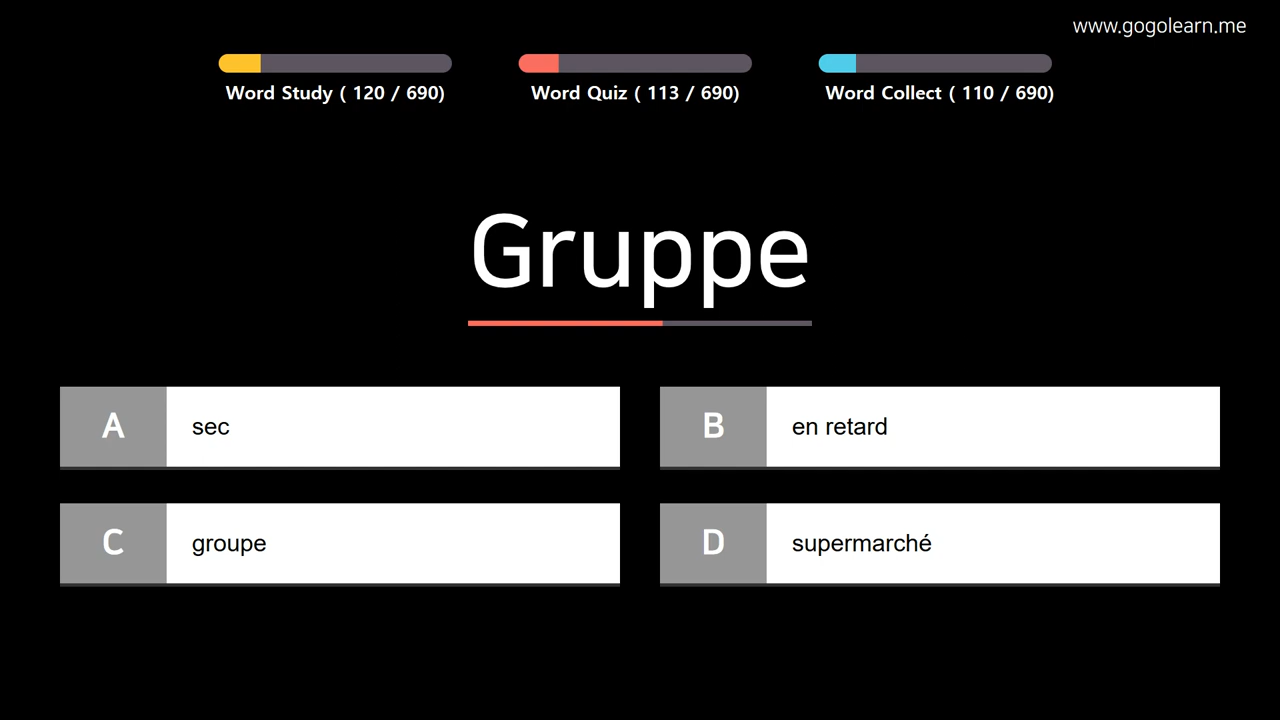 www.gogolearn.me
Word Study ( 120 / 690)
Word Quiz ( 113 / 690)
Word Collect ( 110 / 690)
Gruppe
A sec
B en retard
C groupe
D supermarché